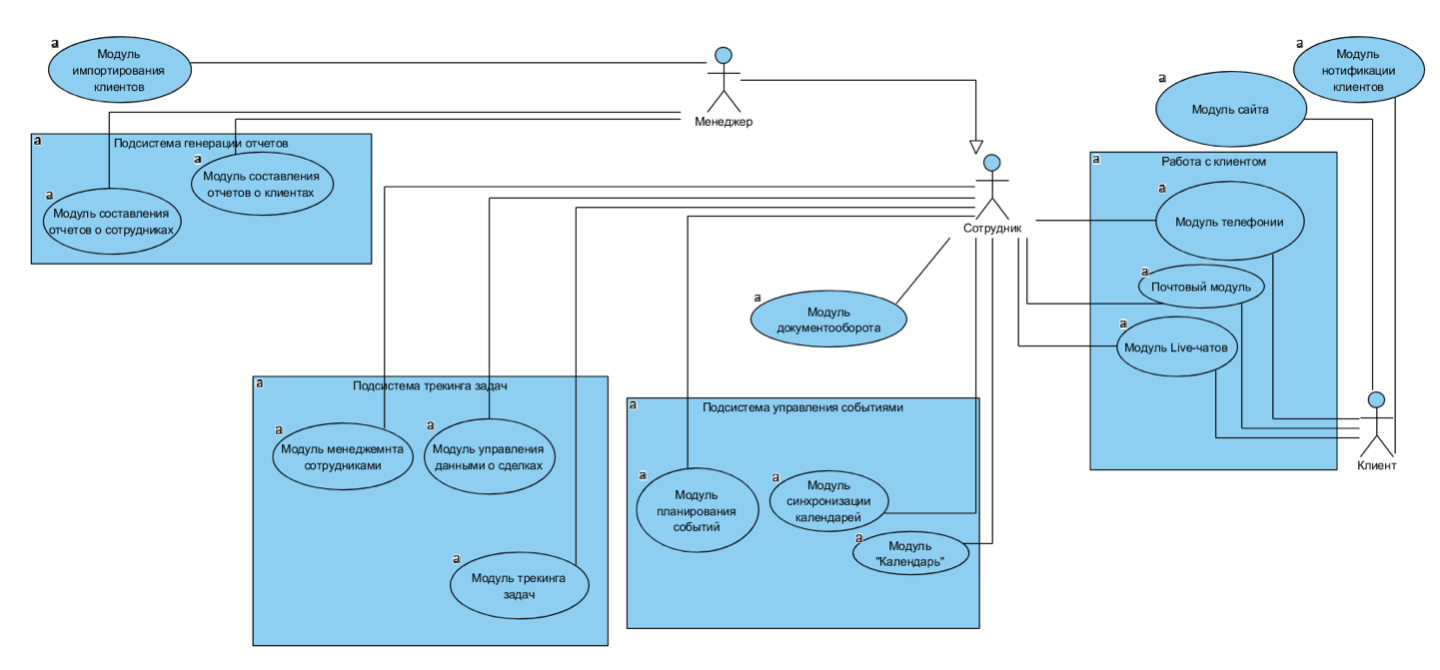 а
Модуль
импортирования
клиентов
Менеджер
а
Модуль
нотификации
клиентов
а
Модуль сайта
а
Подсистема генерации отчетов
а
Модуль составления
отчетов о клиентах
а
Модуль составления
отчетов о сотрудниках
Сотрудник
а
Работа с клиентом
а
Модуль телефонии
а
Почтовый модуль
а
Модуль Live-чатов
а
Модуль
документооборота
а
Подсистема трекинга задач
а
Модуль менеджемнта
сотрудниками
а
Модуль управления
данными о сделках
а
Модуль трекинга
задач
а
Подсистема управления событиями
а
Модуль
планирования
событий
а
Модуль
синхронизации
календарей
а
Модуль
"Календарь"
Клиент